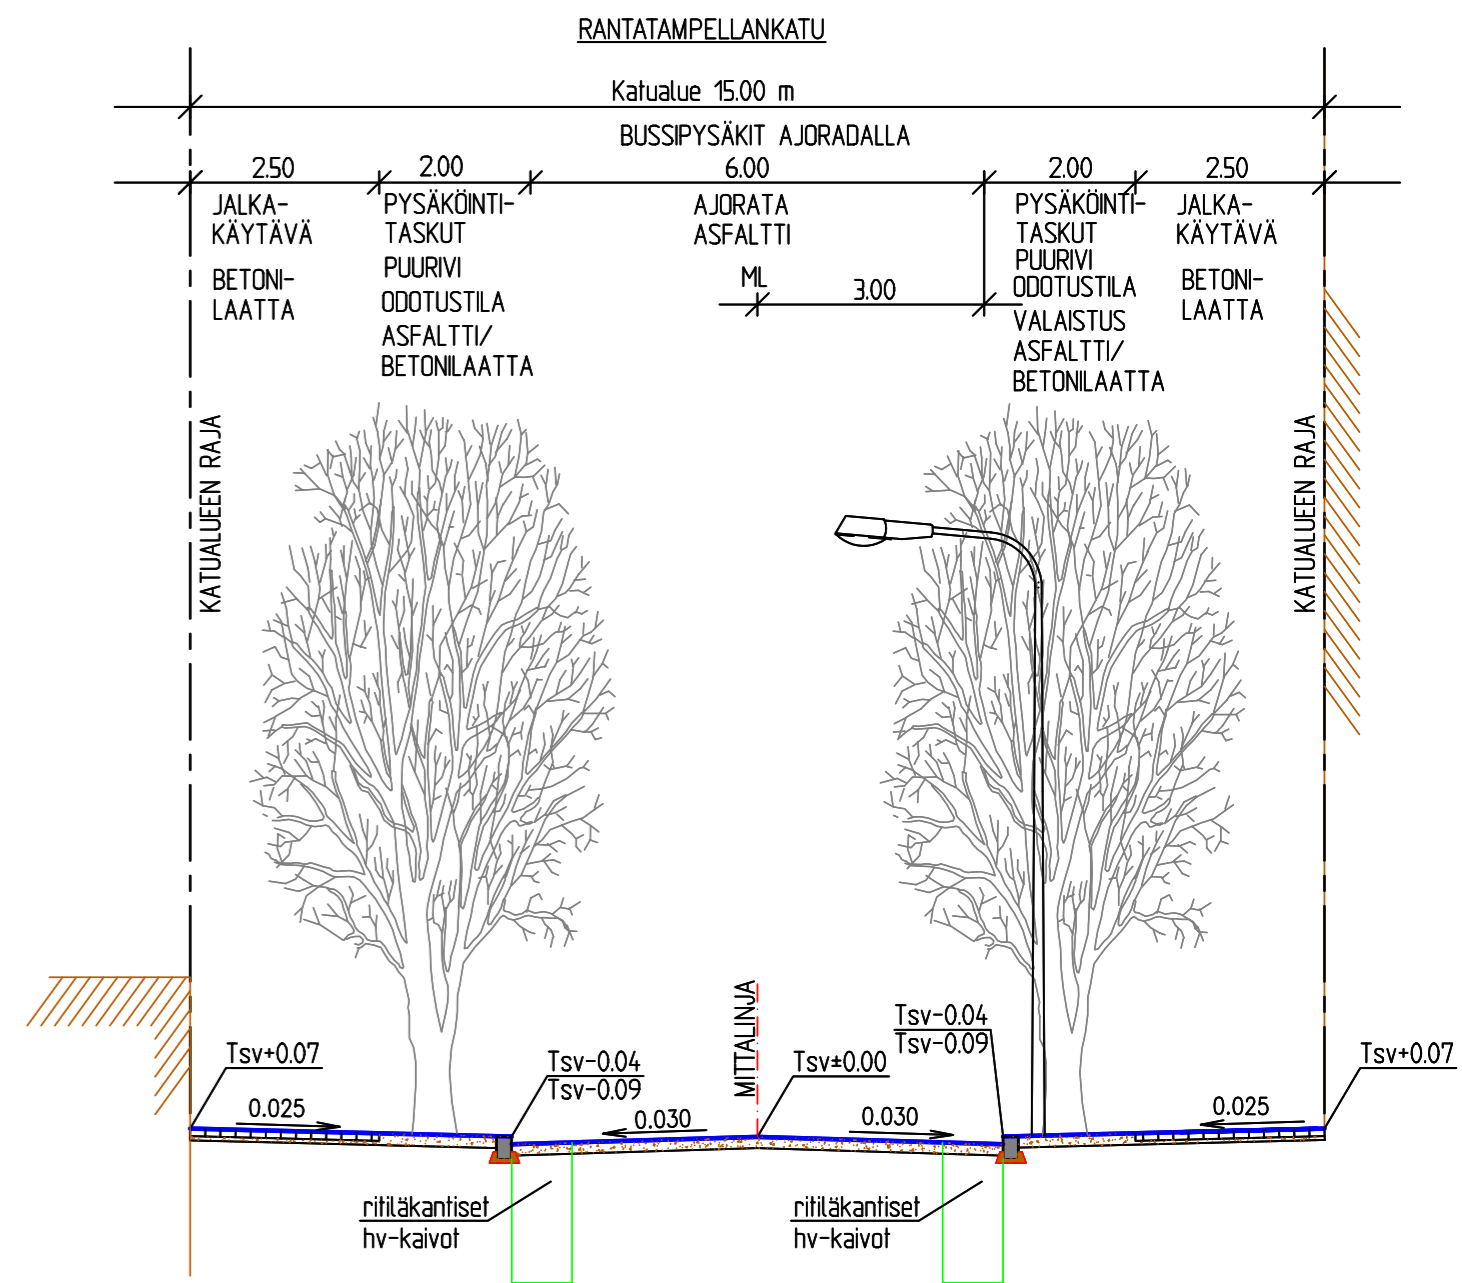 RANTATAMPELLANKATU
Katualue 15.00 m
BUSSIPYSÄKIT AJORADALLA
2.50
2.00
6.00
2.00
2.50
JALKA-
KÄYTÄVÄ
BETONI-
LAATTA
PYSÄKÖINTI-
TASKUT
PUURIVI
ODOTUSTILA
ASFALTTI/
BETONILAATTA
AJORATA
ASFALTTI
ML
3.00
PYSÄKÖINTI-
TASKUT
PUURIVI
ODOTUSTILA
VALAISTUS
ASFALTTI/
BETONILAATTA
JALKA-
KÄYTÄVÄ
BETONI-
LAATTA
KATUALUEEN RAJA
KATUALUEEN RAJA
MITTALINJA
Tsv+0.07
Tsv-0.04
Tsv-0.09
Tsv±0.00
Tsv-0.04
Tsv-0.09
Tsv+0.07
0.025
0.030
0.030
0.025
ritiläkantiset
hv-kaivot
ritiläkantiset
hv-kaivot